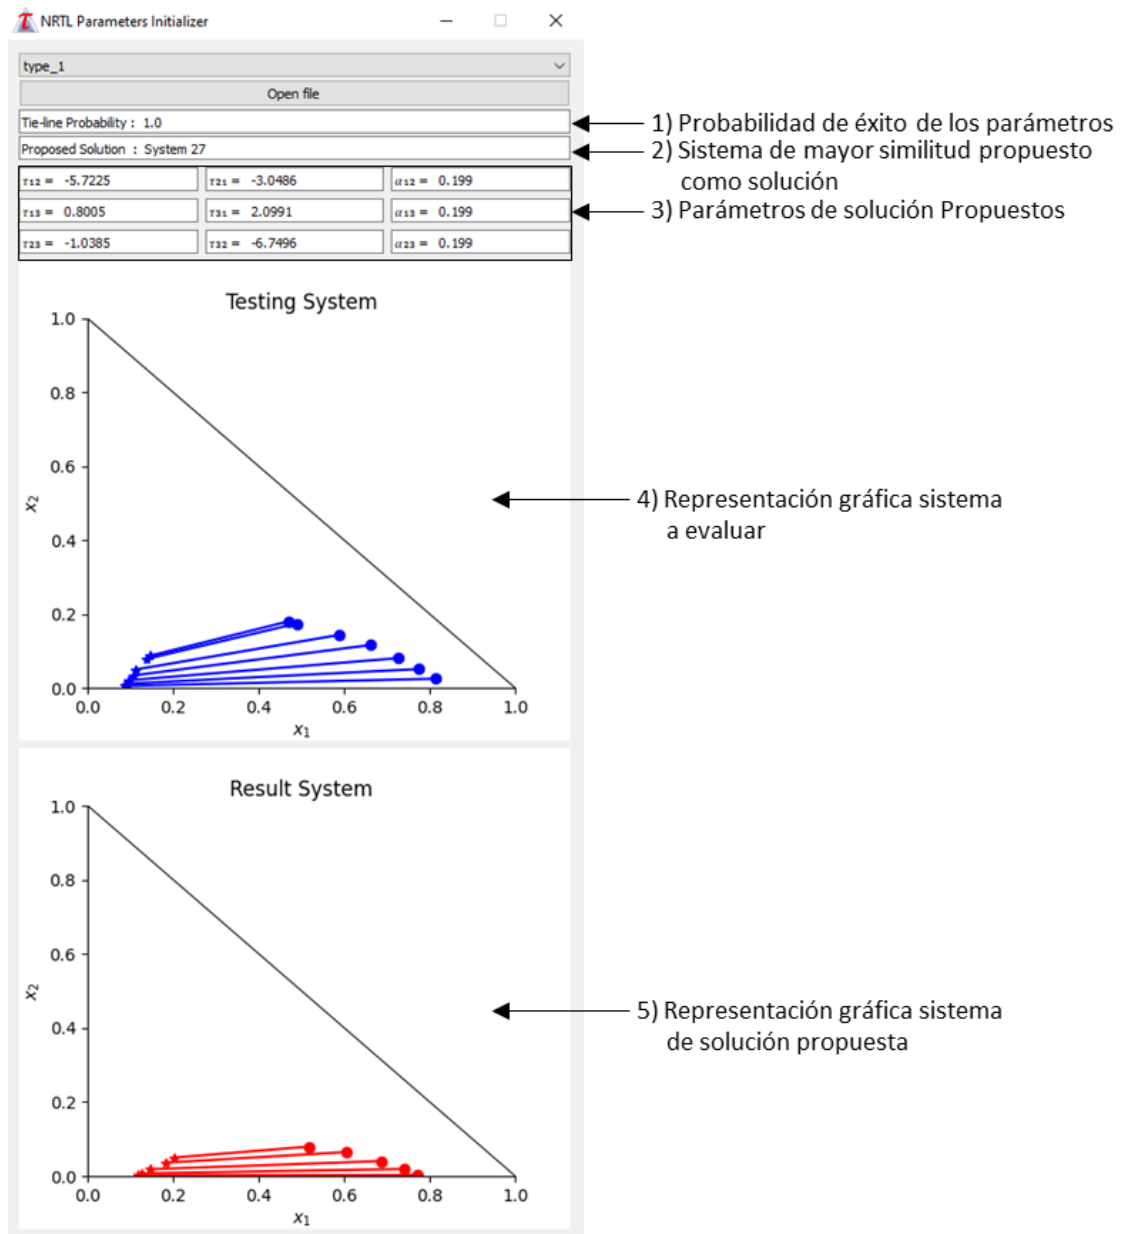 NRTL Parameters Initializer
type_1
Open file
Tie-line Probability : 1.0
1) Probabilidad de éxito de los parámetros
Proposed Solution : System 27
2) Sistema de mayor similitud propuesto
como solución
τ12 = -5.7225 τ21 = -3.0486 α12 = 0.199
τ13 = 0.8005 τ31 = 2.0991 α13 = 0.199
3) Parámetros de solución Propuestos
τ23 = -1.0385 τ32 = -6.7496 α23 = 0.199
Testing System
1.0
0.8
0.6
x2
4) Representación gráfica sistema
a evaluar
0.4
0.2
0.0
0.0 0.2 0.4 0.6 0.8 1.0
x1
Result System
1.0
0.8
0.6
x2
5) Representación gráfica sistema
de solución propuesta
0.4
0.2
0.0
0.0 0.2 0.4 0.6 0.8 1.0
x1